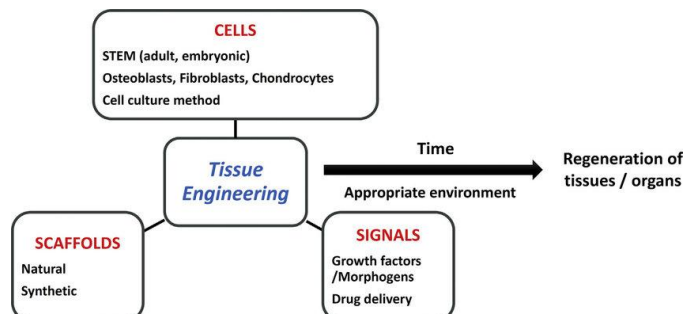 CELLS
STEM (adult, embryonic)
Osteoblasts, Fibroblasts, Chondrocytes
Cell culture method
Tissue
Engineering
Time
Appropriate environment
Regeneration of
tissues / organs
SCAFFOLDS
Natural
Synthetic
SIGNALS
Growth factors
/Morphogens
Drug delivery